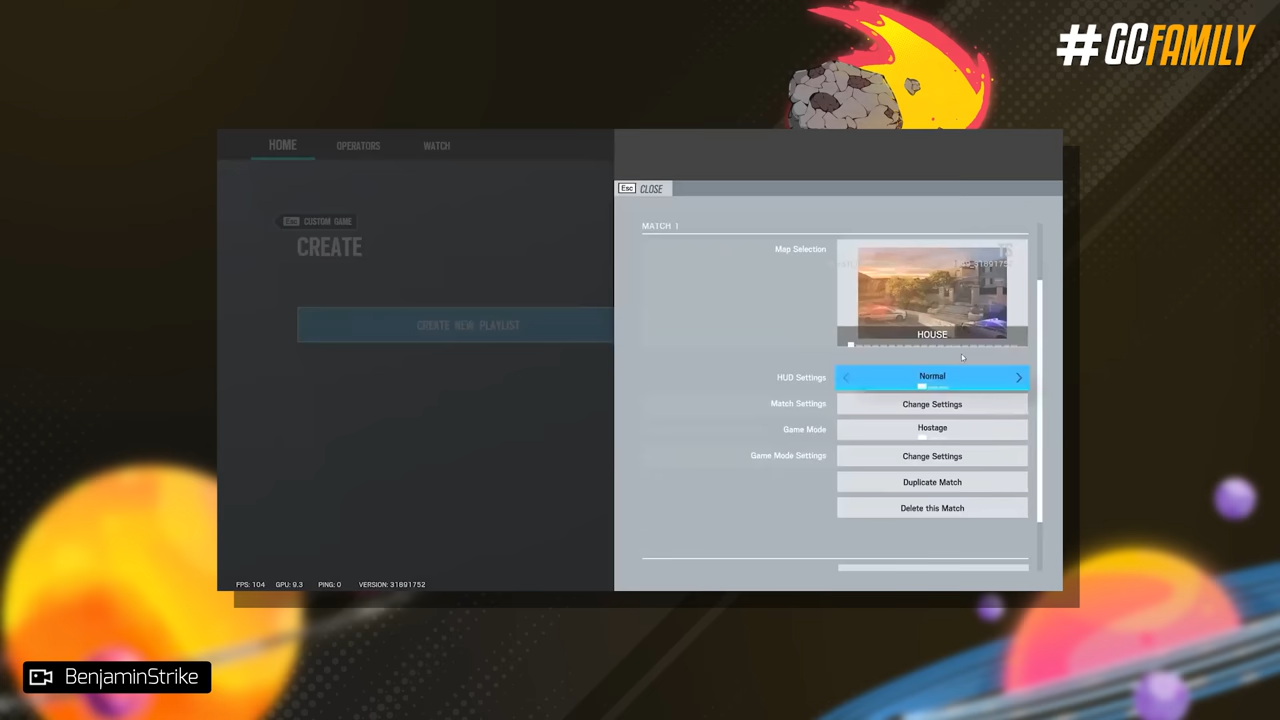 #GCFAMILY
HOME
OPERATORS
WATCH
Esc CLOSE
Esc CUSTOM GAME
CREATE
CREATE NEW PLAYLIST
MATCH 1
Map Selection
HOUSE
HUD Settings
Normal
Match Settings
Change Settings
Game Mode
Hostage
Game Mode Settings
Change Settings
Duplicate Match
Delete this Match
FPS: 104 GPU: 9.3 PING: 0 VERSION: 31891752
BenjaminStrike